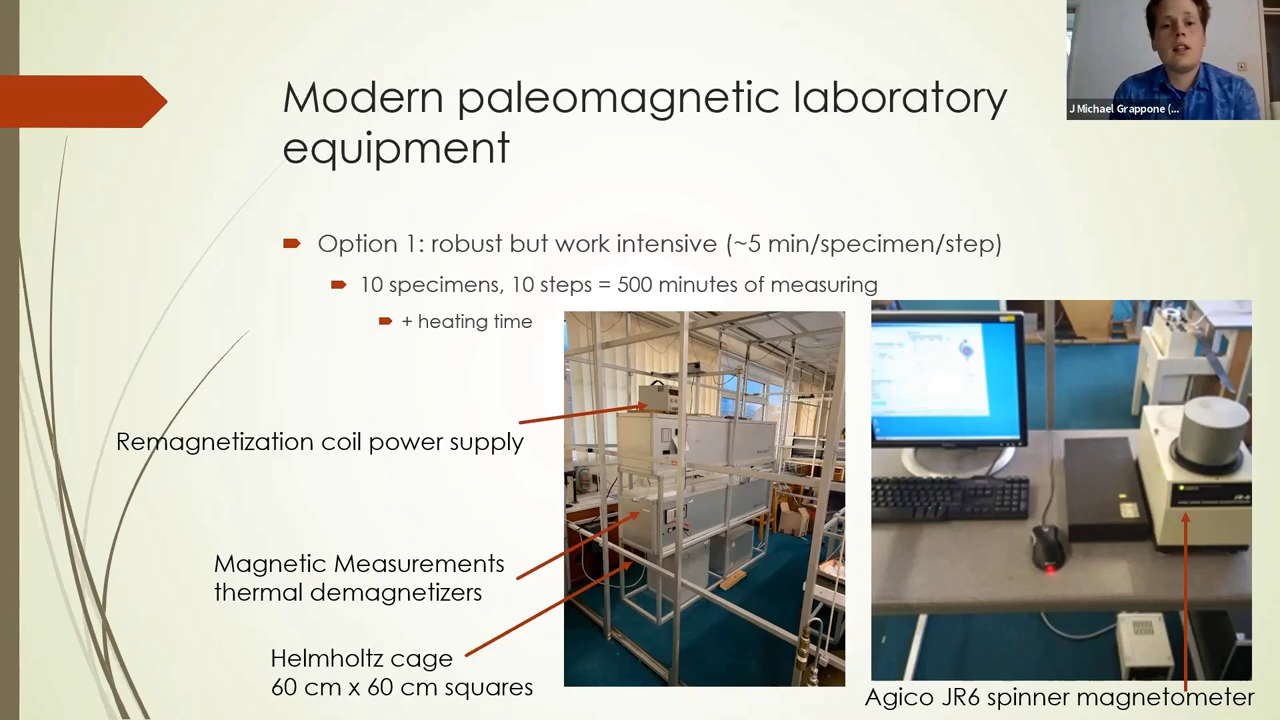 J Michael Grappone (...
Modern paleomagnetic laboratory
equipment
Option 1: robust but work intensive (~5 min/specimen/step)
10 specimens, 10 steps = 500 minutes of measuring
+ heating time
Remagnetization coil power supply
Magnetic Measurements
thermal demagnetizers
Helmholtz cage
60 cm x 60 cm squares
Agico JR6 spinner magnetometer